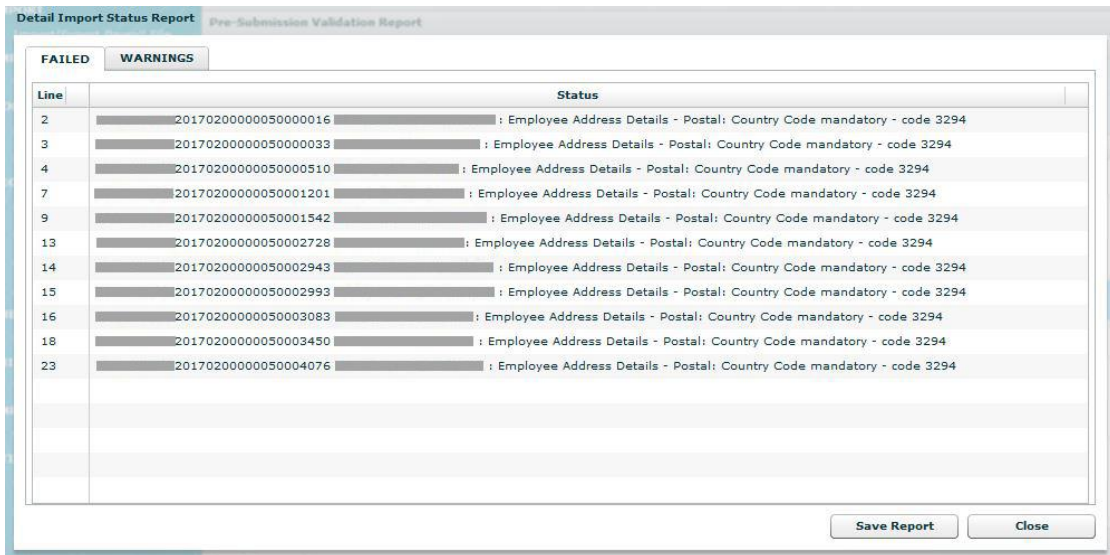 Detail Import Status Report
Pre-Submission Validation Report
FAILED WARNINGS
Line Status
2 20170200000050000016 : Employee Address Details - Postal: Country Code mandatory - code 3294
3 20170200000050000033 : Employee Address Details - Postal: Country Code mandatory - code 3294
4 20170200000050000510 : Employee Address Details - Postal: Country Code mandatory - code 3294
7 20170200000050001201 : Employee Address Details - Postal: Country Code mandatory - code 3294
9 20170200000050001542 : Employee Address Details - Postal: Country Code mandatory - code 3294
13 20170200000050002728 : Employee Address Details - Postal: Country Code mandatory - code 3294
14 20170200000050002943 : Employee Address Details - Postal: Country Code mandatory - code 3294
15 20170200000050002993 : Employee Address Details - Postal: Country Code mandatory - code 3294
16 20170200000050003083 : Employee Address Details - Postal: Country Code mandatory - code 3294
18 20170200000050003450 : Employee Address Details - Postal: Country Code mandatory - code 3294
23 20170200000050004076 : Employee Address Details - Postal: Country Code mandatory - code 3294
Save Report Close